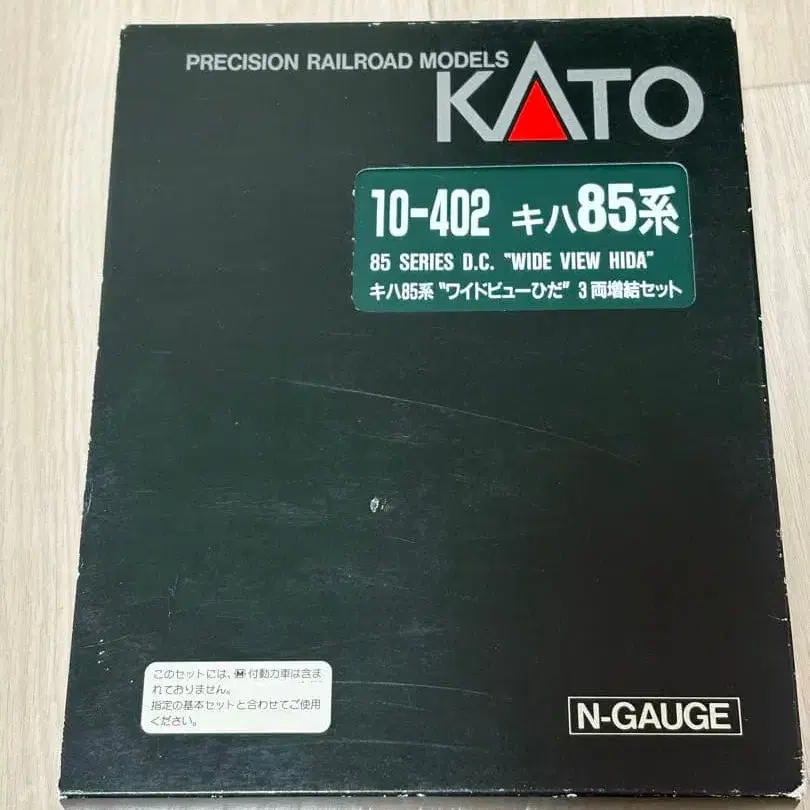 PRECISION RAILROAD MODELS
KATO
10-402 キハ85系
85 SERIES D.C. "WIDE VIEW HIDA"
キハ85系 "ワイドビューひだ" 3両増結セット
このセットには、Ⓜ付動力車は含ま
れておりません。
指定の基本セットと合わせてご使用
ください。
N-GAUGE